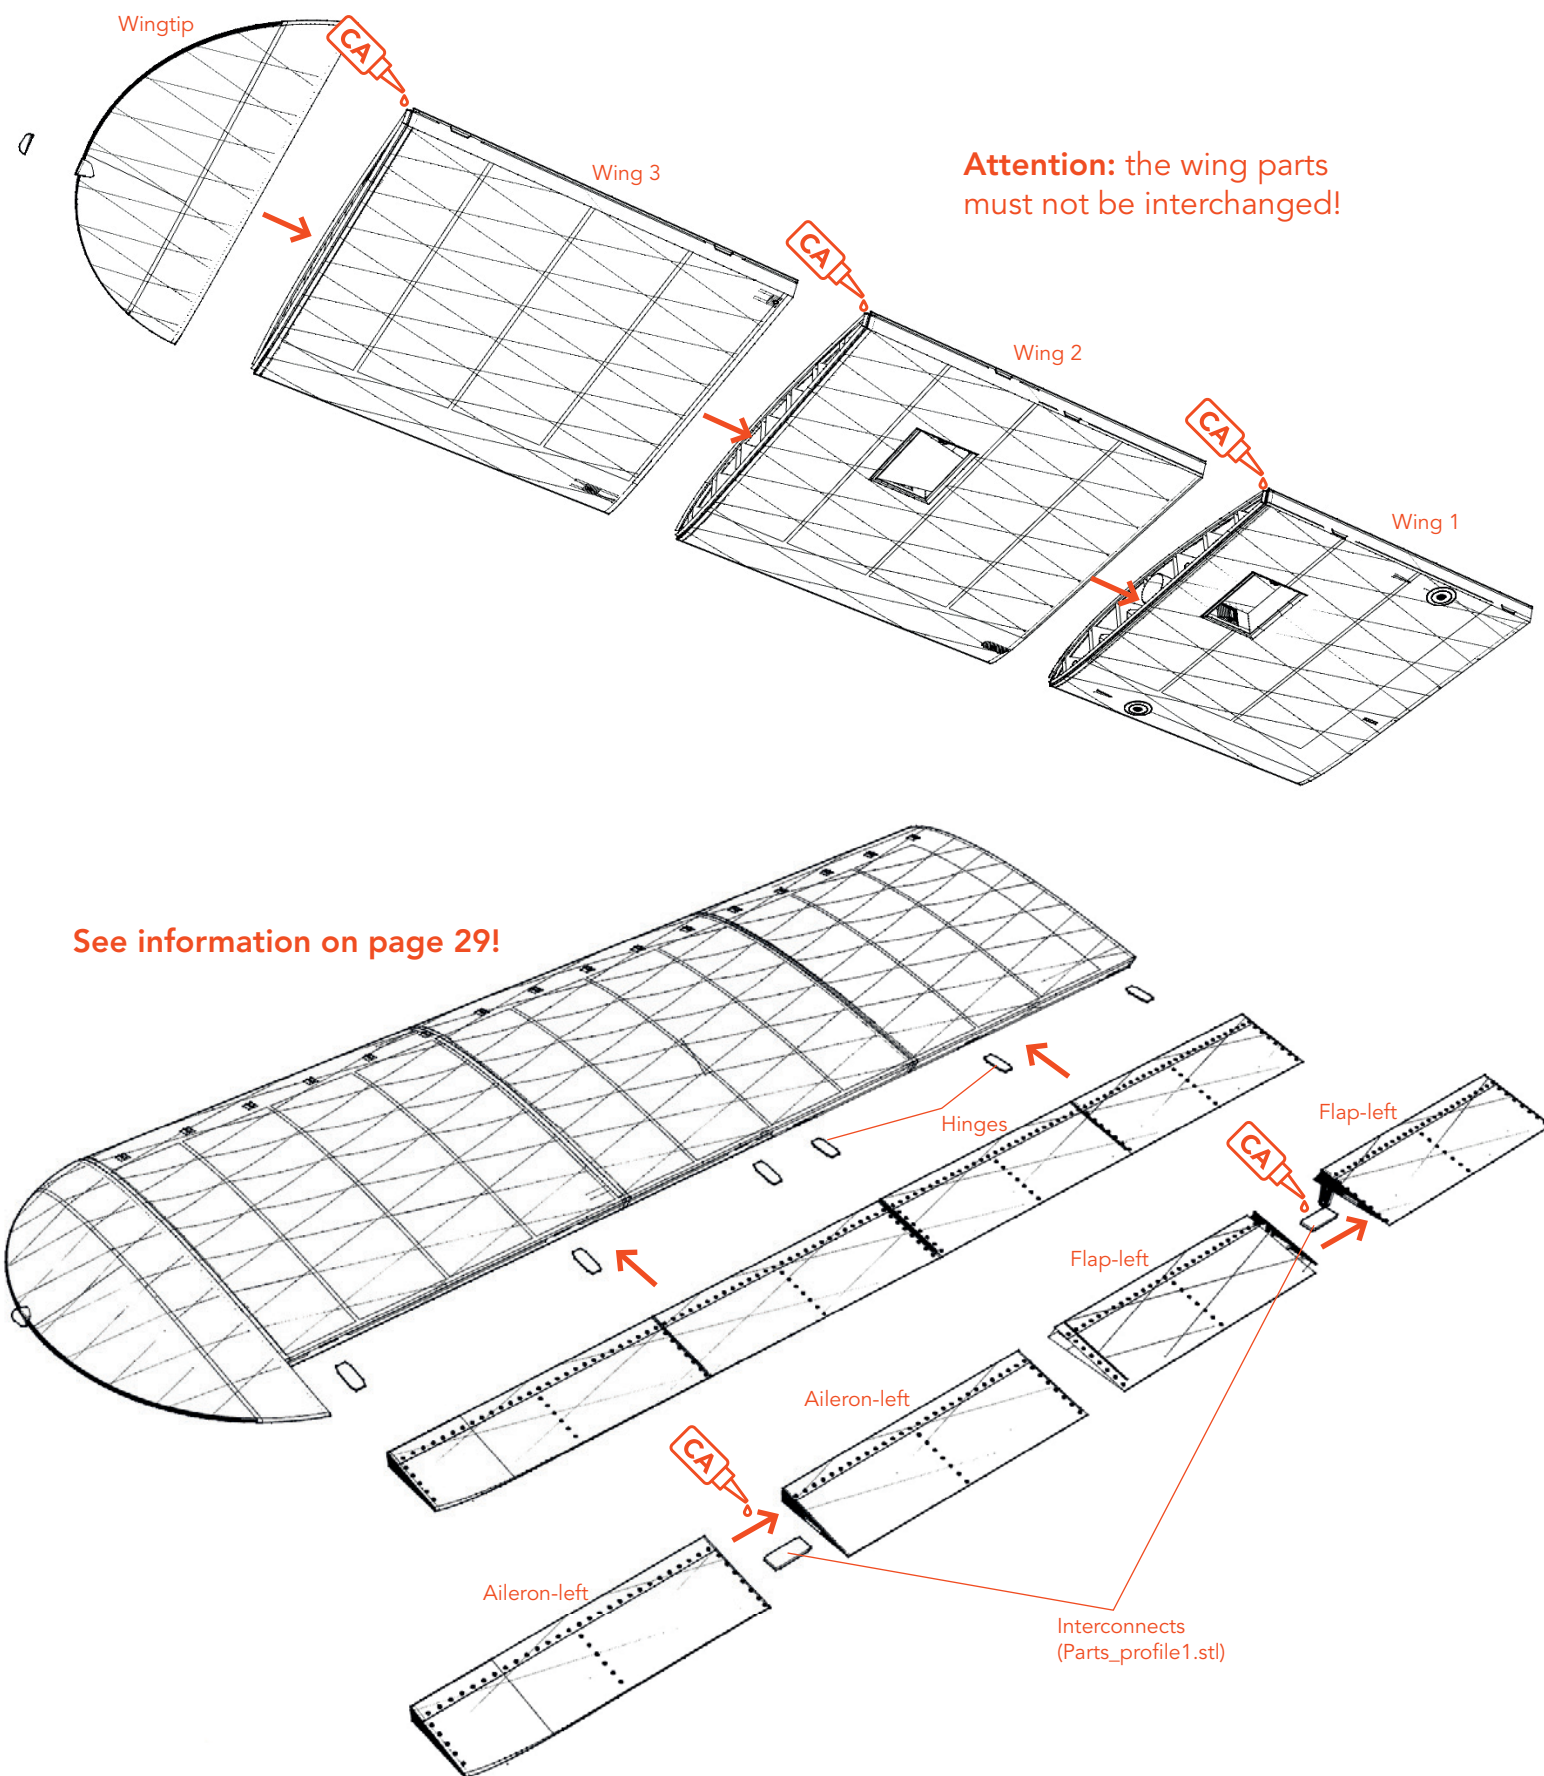 Wingtip
CA
Wing 3
Attention: the wing parts
must not be interchanged!
CA
Wing 2
CA
Wing 1
See information on page 29!
Hinges
Flap-left
CA
Flap-left
Aileron-left
CA
Aileron-left
Interconnects
(Parts_profile1.stl)